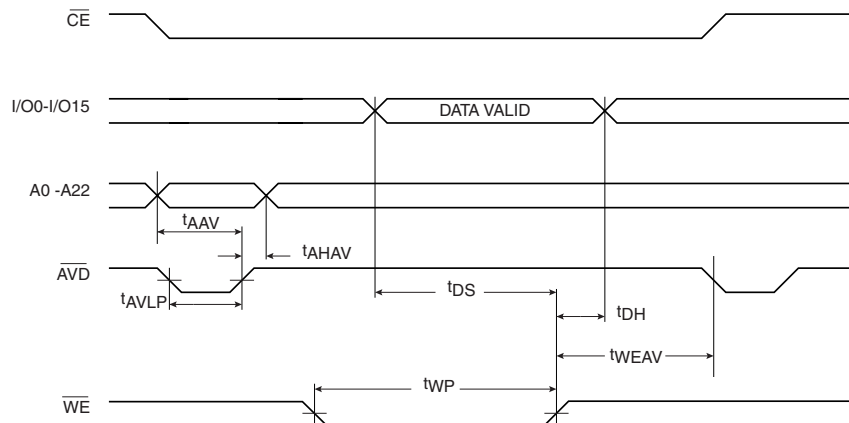 CE
I/O0-I/O15
DATA VALID
A0 -A22
tAAV
tAHAV
AVD
tAVLP
tDS
tDH
tWEAV
tWP
WE